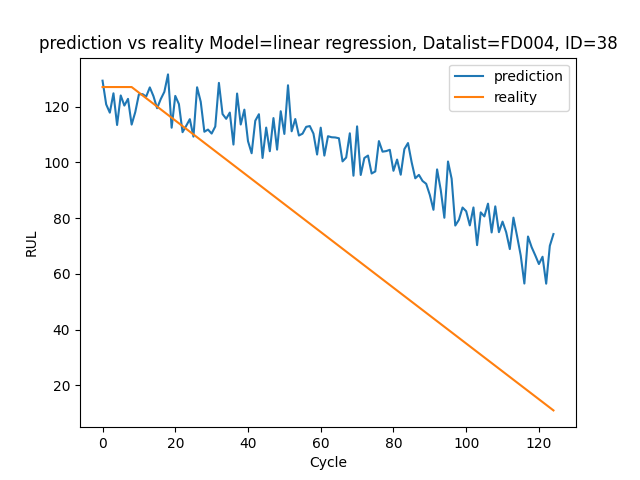 prediction vs reality Model=linear regression, Datalist=FD004, ID=38
prediction
reality
RUL
120
100
80
60
40
20
0 20 40 60 80 100 120
Cycle